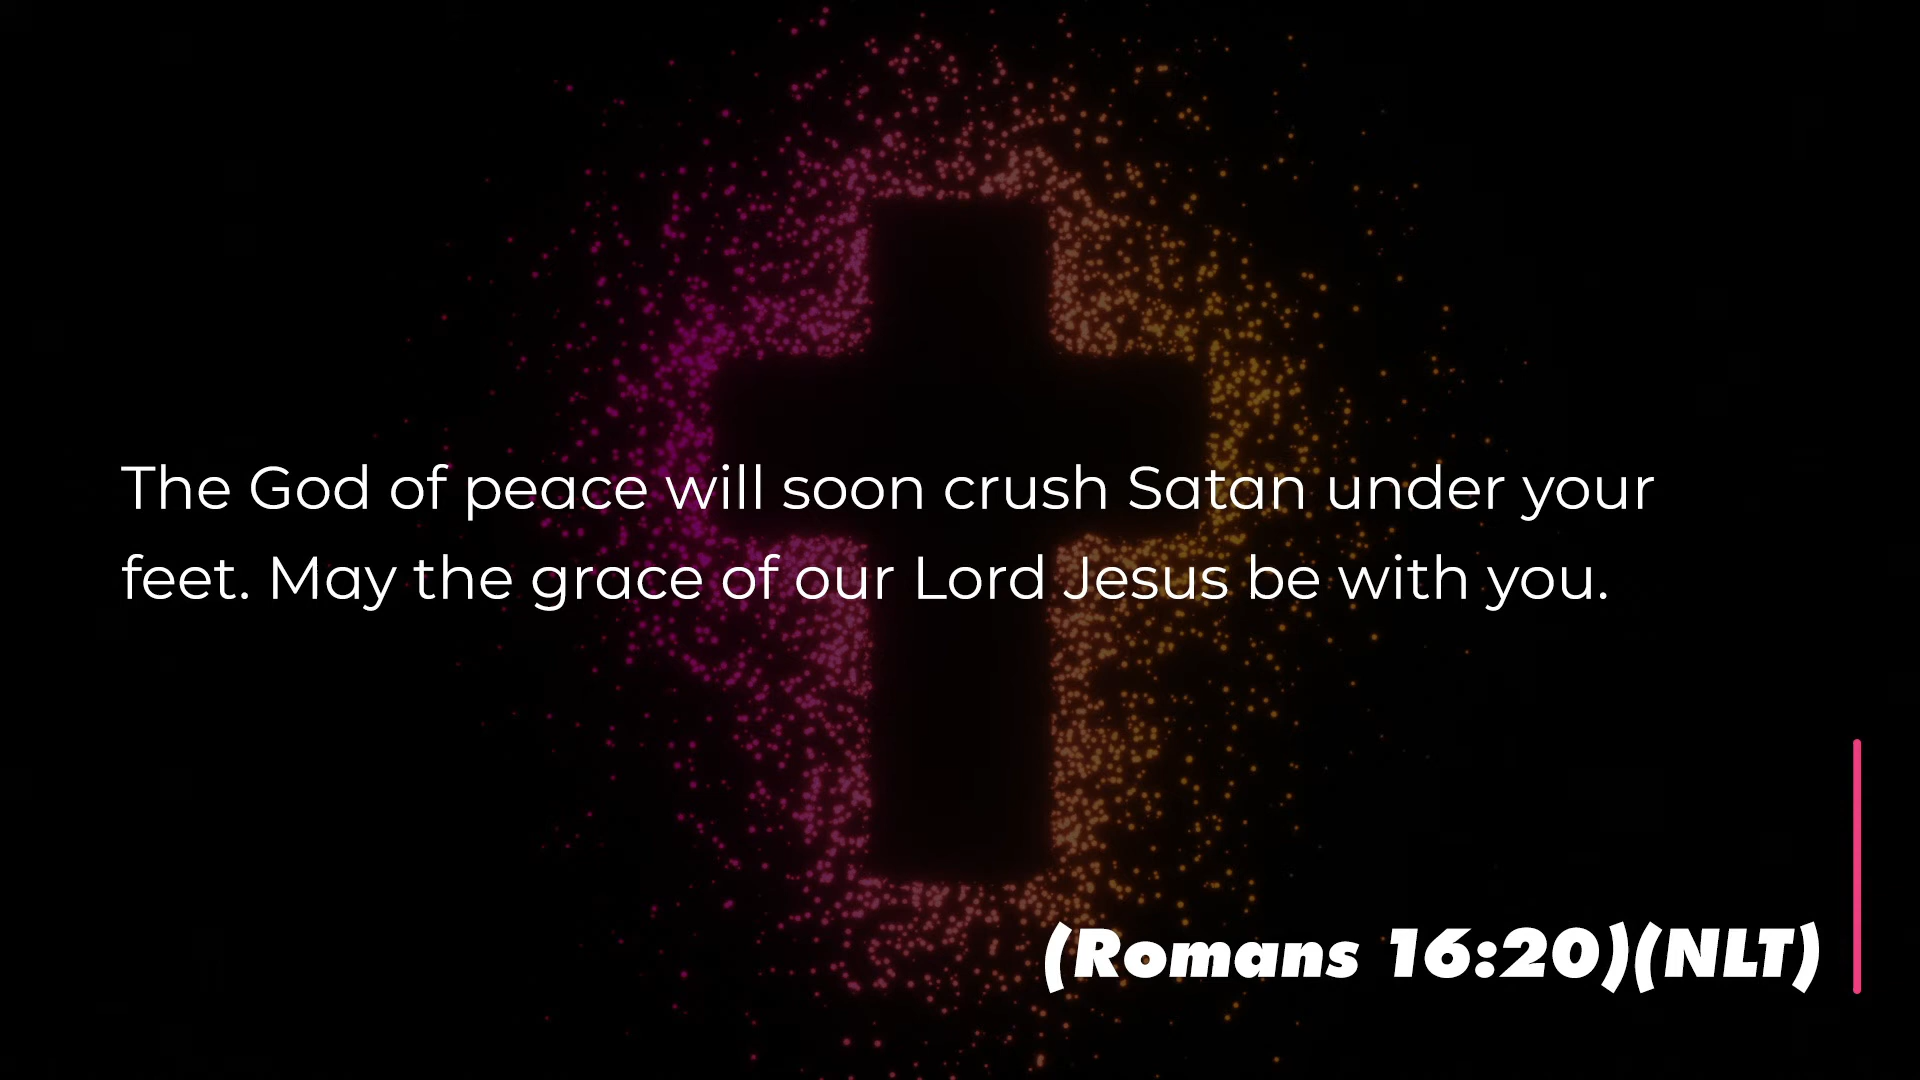 The God of peace will soon crush Satan under your
feet. May the grace of our Lord Jesus be with you.
(Romans 16:20)(NLT)